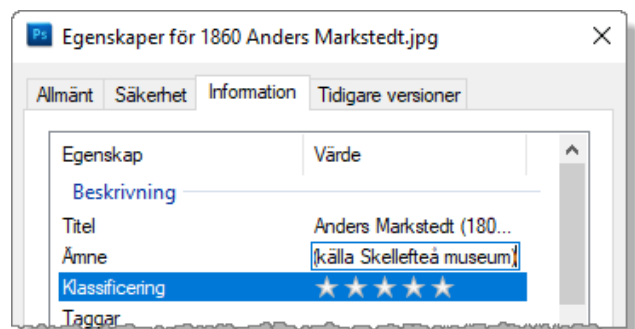 Ps Egenskaper för 1860 Anders Markstedt.jpg
Allmänt Säkerhet Information Tidigare versioner
Egenskap Värde
Beskrivning
Titel Anders Markstedt (180...
Ämne (källa Skellefteå museum)
Klassificering
Taggar